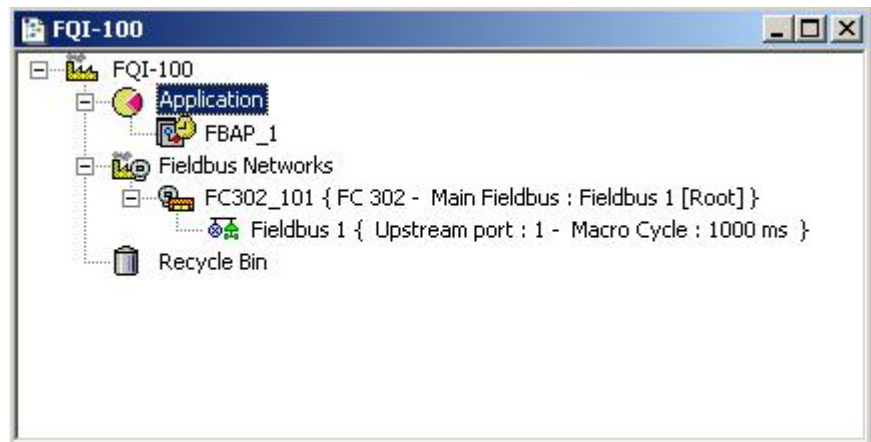 FQI-100
FQI-100
Application
FBAP_1
Fieldbus Networks
FC302_101 { FC 302 - Main Fieldbus : Fieldbus 1 [Root] }
Fieldbus 1 { Upstream port : 1 - Macro Cycle : 1000 ms }
Recycle Bin